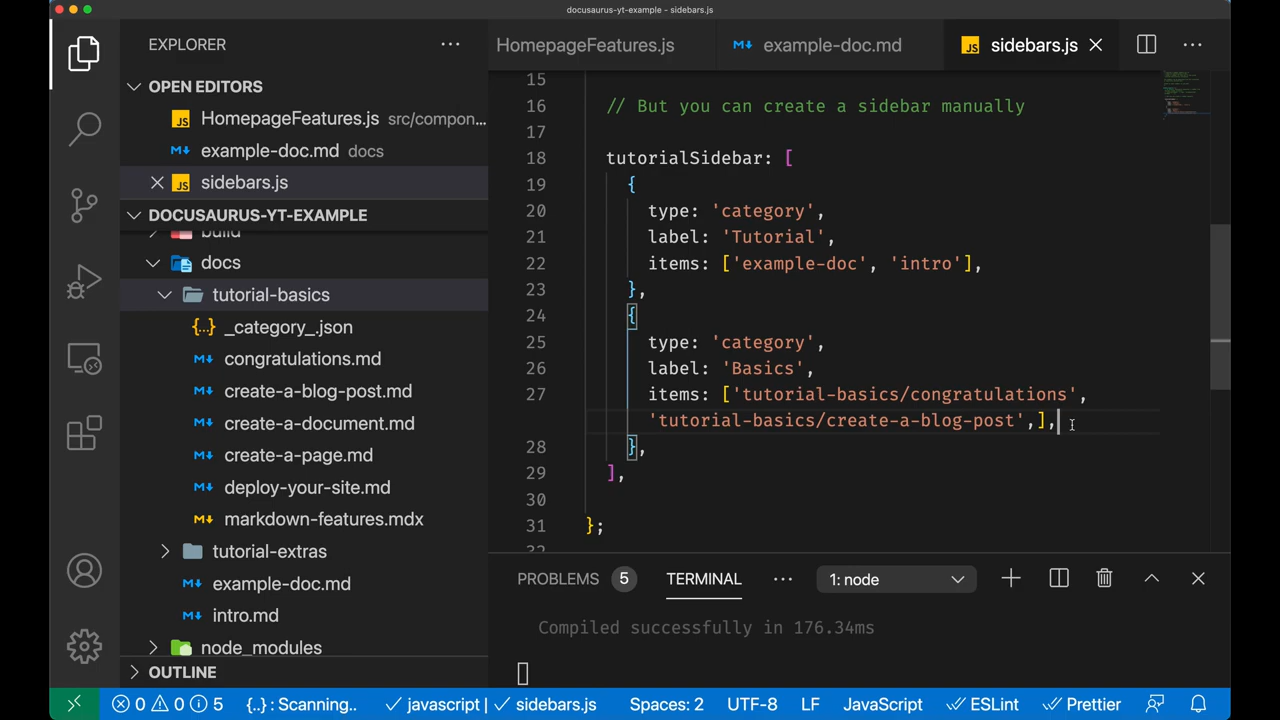 docusaurus-yt-example - sidebars.js
EXPLORER
HomepageFeatures.js
example-doc.md
sidebars.js
OPEN EDITORS
HomepageFeatures.js src/compon...
example-doc.md docs
sidebars.js
DOCUSAURUS-YT-EXAMPLE
build
docs
tutorial-basics
_category_.json
congratulations.md
create-a-blog-post.md
create-a-document.md
create-a-page.md
deploy-your-site.md
markdown-features.mdx
tutorial-extras
example-doc.md
intro.md
node_modules
OUTLINE
15
16 // But you can create a sidebar manually
17
18 tutorialSidebar: [
19 {
20 type: 'category',
21 label: 'Tutorial',
22 items: ['example-doc', 'intro'],
23 },
24 {
25 type: 'category',
26 label: 'Basics',
27 items: ['tutorial-basics/congratulations',
'tutorial-basics/create-a-blog-post',],
28 },
29 ],
30
31 };
32
PROBLEMS 5 TERMINAL ... 1: node
Compiled successfully in 176.34ms
0 0 5 {..} : Scanning.. javascript | sidebars.js Spaces: 2 UTF-8 LF JavaScript ESLint Prettier